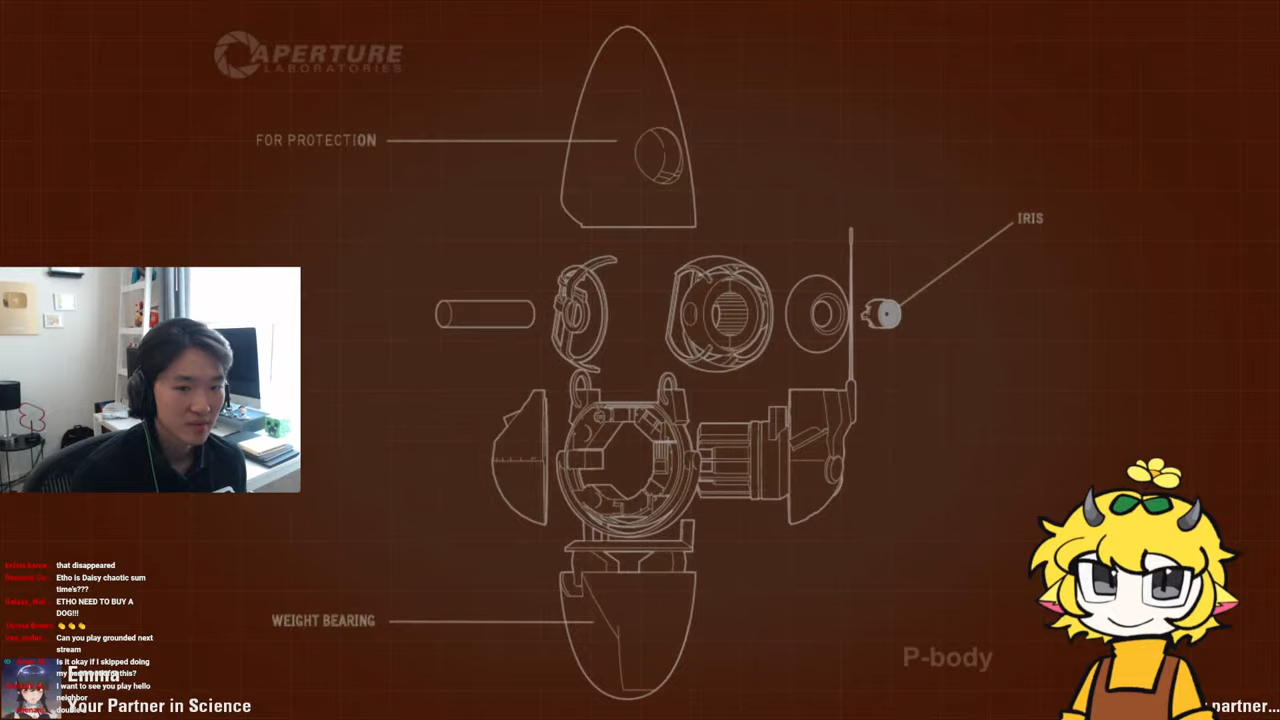 APERTURE
LABORATORIES
FOR PROTECTION
IRIS
WEIGHT BEARING
P-body
that disappeared
Etho is Daisy chaotic sum
time's???
ETHO NEED TO BUY A
DOG!!!
👏 👏 👏
Can you play grounded next
stream
Is it okay if I skipped doing
this?
I want to see you play hello
neighbor
Emma
Your Partner in Science
partner...